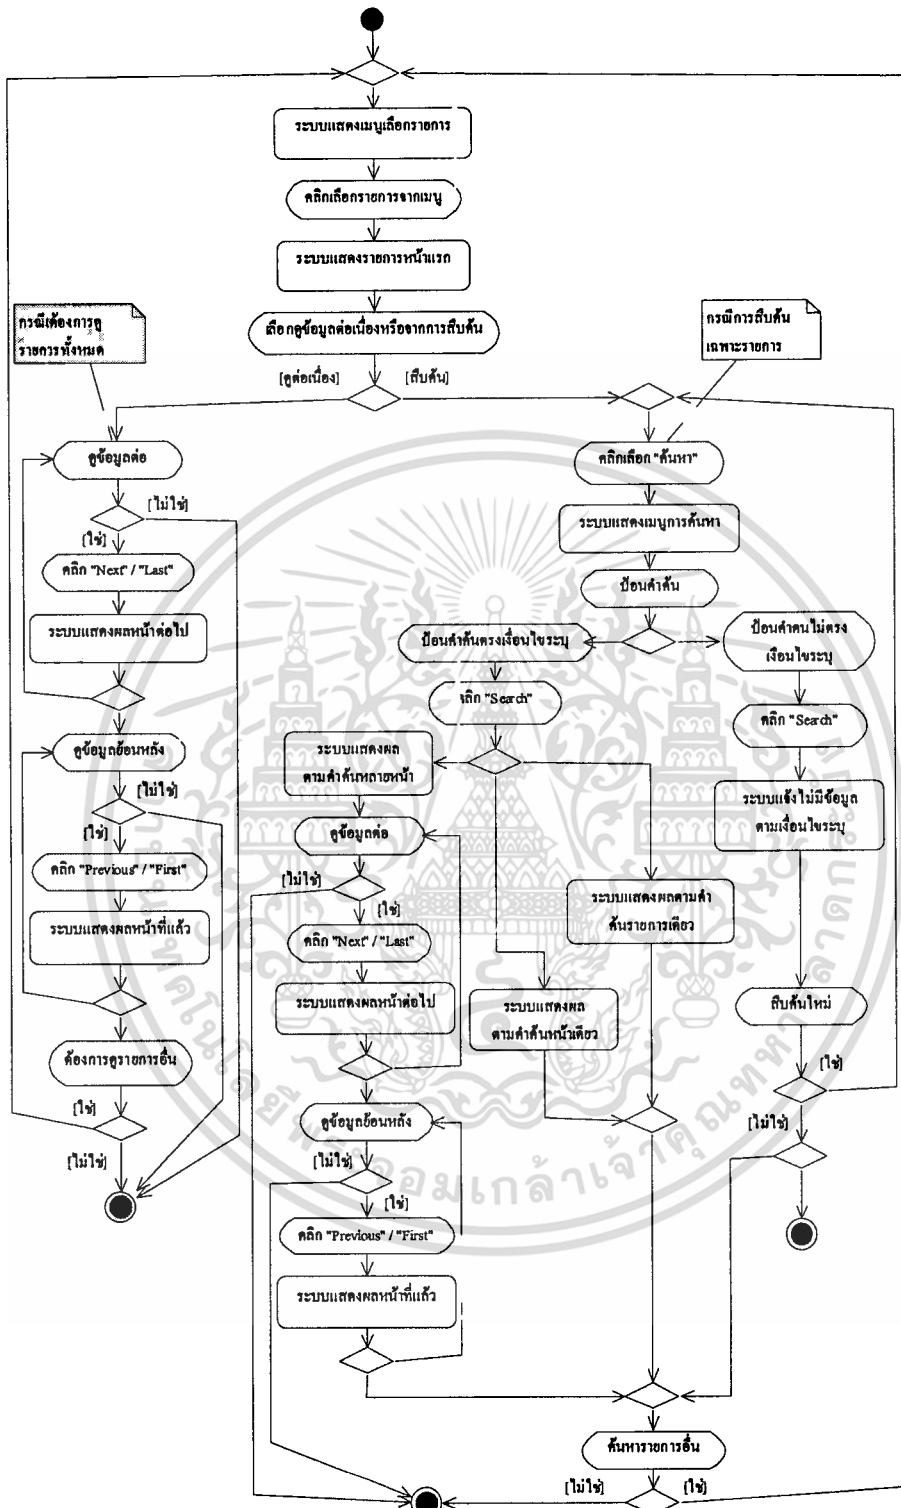 ระบบแสดงเมนูเลือกรายการ
คลิกเลือกรายการจากเมนู
ระบบแสดงรายการหน้าแรก
เลือกดูข้อมูลต่อเนื่องหรือจากการสืบค้น
กรณีต้องการดู
รายการทั้งหมด
กรณีการสืบค้น
เฉพาะรายการ
[ดูต่อเนื่อง]
[สืบค้น]
ดูข้อมูลต่อ
[ไม่ใช่]
[ใช่]
คลิก "Next" / "Last"
ระบบแสดงผลหน้าต่อไป
ดูข้อมูลย้อนหลัง
[ไม่ใช่]
[ใช่]
คลิก "Previous" / "First"
ระบบแสดงผลหน้าที่แล้ว
ต้องการดูรายการอื่น
[ใช่]
[ไม่ใช่]
คลิกเลือก "ค้นหา"
ระบบแสดงเมนูการค้นหา
ป้อนคำค้น
ป้อนคำค้นตรงเงื่อนไขระบุ
คลิก "Search"
ป้อนคำคนไม่ตรง
เงื่อนไขระบุ
คลิก "Search"
ระบบแจ้งไม่มีข้อมูล
ตามเงื่อนไขระบุ
สืบค้นใหม่
[ใช่]
[ไม่ใช่]
ระบบแสดงผล
ตามคำค้นหลายหน้า
ดูข้อมูลต่อ
[ไม่ใช่]
[ใช่]
คลิก "Next" / "Last"
ระบบแสดงผลหน้าต่อไป
ดูข้อมูลย้อนหลัง
[ไม่ใช่]
[ใช่]
คลิก "Previous" / "First"
ระบบแสดงผลหน้าที่แล้ว
ระบบแสดงผลตามคำ
ค้นรายการเดียว
ระบบแสดงผล
ตามคำค้นหน้าเดียว
ค้นหารายการอื่น
[ไม่ใช่]
[ใช่]